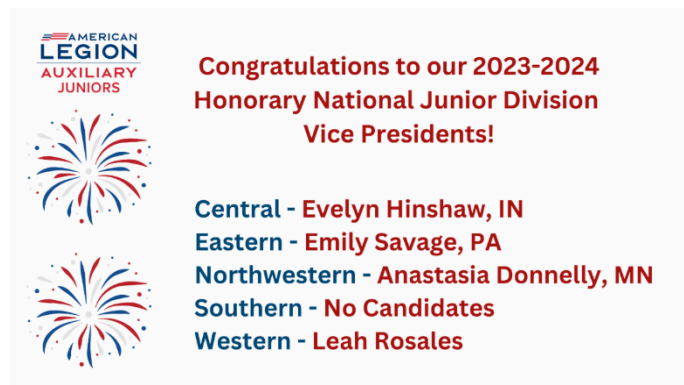 AMERICAN
LEGION
AUXILIARY
JUNIORS
Congratulations to our 2023-2024
Honorary National Junior Division
Vice Presidents!
Central - Evelyn Hinshaw, IN
Eastern - Emily Savage, PA
Northwestern - Anastasia Donnelly, MN
Southern - No Candidates
Western - Leah Rosales